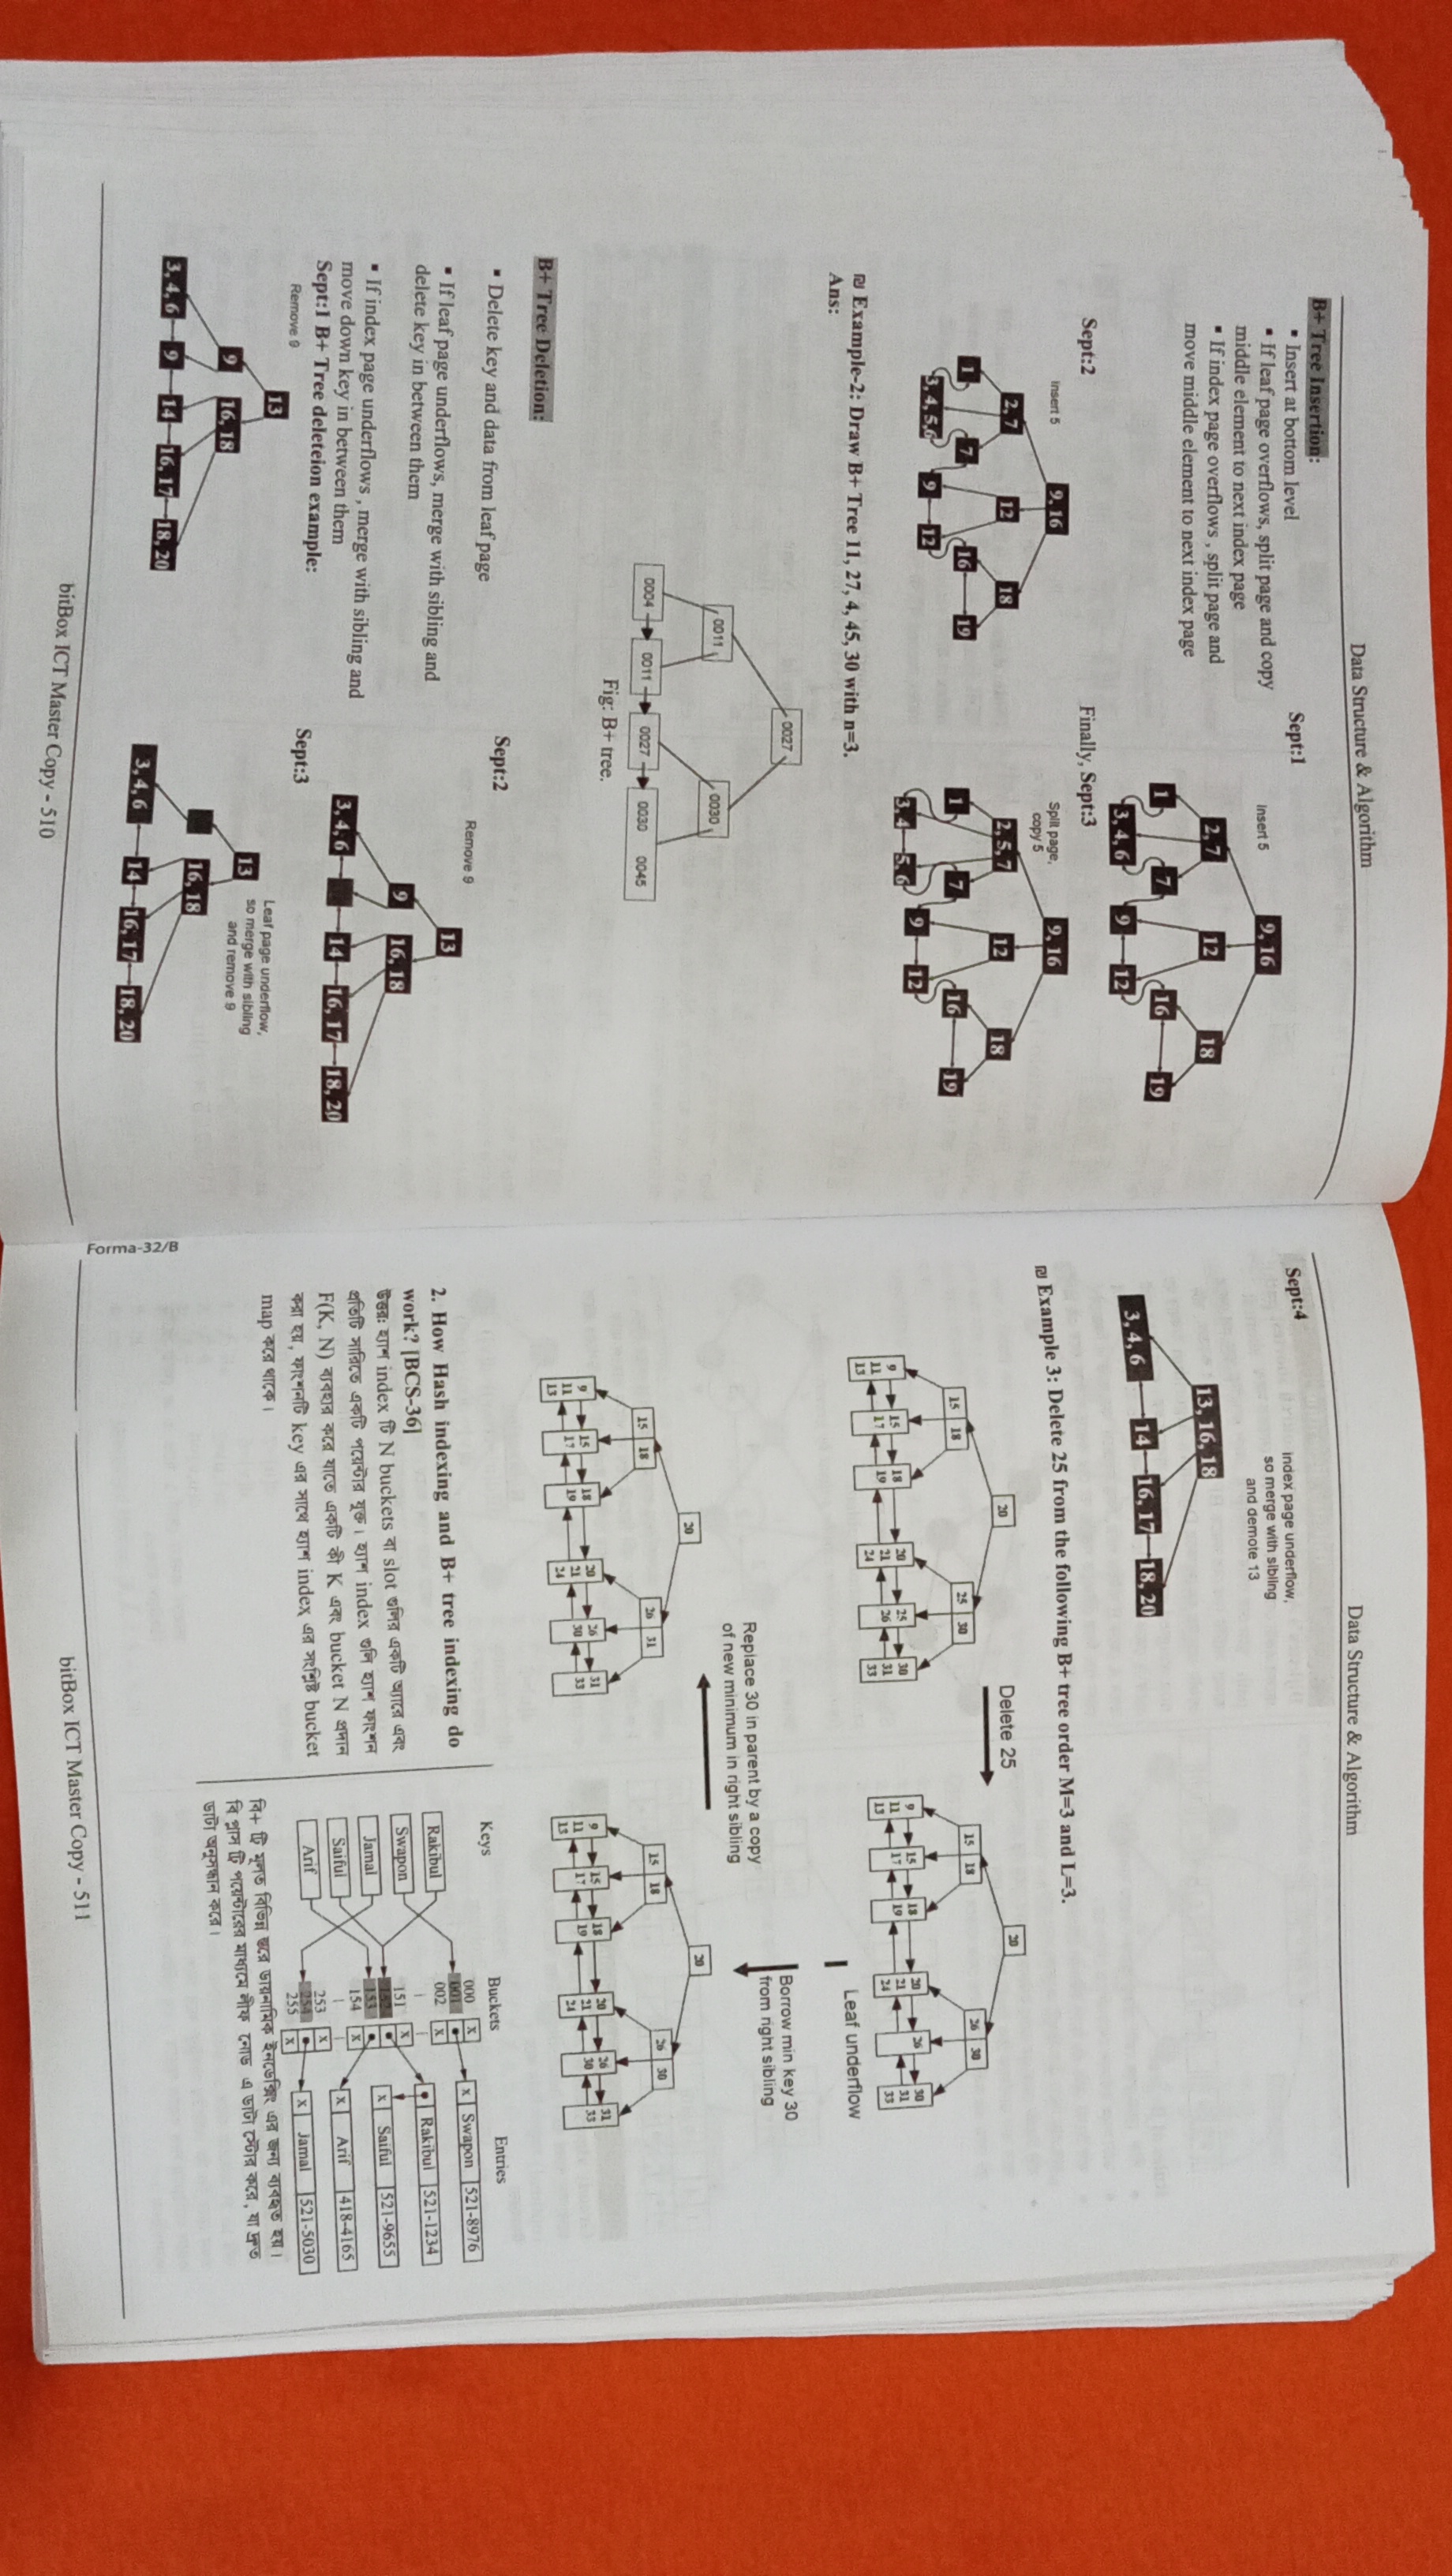 Data Structure & Algorithm
B+ Tree Insertion:
▪ Insert at bottom level
▪ If leaf page overflows, split page and copy
middle element to next index page
▪ If index page overflows , split page and
move middle element to next index page
Sept:1
Insert 5
9, 16
2, 7
12
18
1
7
16
19
3, 4, 6
9
12
Sept:2
Insert 5
9, 16
2, 7
12
18
1
7
16
19
3, 4, 5,6
9
12
Finally, Sept:3
Split page,
copy 5
9, 16
2, 5, 7
12
18
1
7
16
19
3, 4
5, 6
9
12
Example-2: Draw B+ Tree 11, 27, 4, 45, 30 with n=3.
Ans:
0027
0011
0030
0004
0011
0027
0030 0045
Fig: B+ tree.
B+ Tree Deletion:
▪ Delete key and data from leaf page
▪ If leaf page underflows, merge with sibling and
delete key in between them
▪ If index page underflows , merge with sibling and
move down key in between them
Sept:1 B+ Tree deleteion example:
Remove 9
13
9
16, 18
3, 4, 6
9
14
16, 17
18, 20
Sept:2
Remove 9
13
9
16, 18
3, 4, 6
14
16, 17
18, 20
Sept:3
Leaf page underflow,
so merge with sibling
and remove 9
13
16, 18
3, 4, 6
14
16, 17
18, 20
bitBox ICT Master Copy - 510
Data Structure & Algorithm
Sept:4
Index page underflow,
so merge with sibling
and demote 13
13, 16, 18
3, 4, 6
14
16, 17
18, 20
Example 3: Delete 25 from the following B+ tree order M=3 and L=3.
20
15 18
25 30
9 11 13
15 17
18 19
20 21 24
25 26
30 31 33
Delete 25
20
15 18
26 30
9 11 13
15 17
18 19
20 21 24
26
30 31 33
Leaf underflow
Borrow min key 30
from right sibling
Replace 30 in parent by a copy
of new minimum in right sibling
20
15 18
26 31
9 11 13
15 17
18 19
20 21 24
26 30
31 33
20
15 18
26 30
9 11 13
15 17
18 19
20 21 24
26 30
31 33
2. How Hash indexing and B+ tree indexing do
work? [BCS-36]
উত্তর: হ্যাশ index টি N buckets বা slot গুলির একটি অ্যারে এবং
প্রতিটি সারিতে একটি পয়েন্টার যুক্ত। হ্যাশ index গুলি হ্যাশ ফাংশন
F(K, N) ব্যবহার করে যাতে একটি কী K এবং bucket N প্রদান
করা হয়, ফাংশনটি key এর সাথে হ্যাশ index এর সংশ্লিষ্ট bucket
map করে থাকে।
Keys
Buckets
Entries
Rakibul
Swapon
Jamal
Saiful
Arif
000 x
001
002 x
151 x
152
153
154 x
253 x
254
255 x
x Swapon 521-8976
Rakibul 521-1234
x Saiful 521-9655
x Arif 418-4165
x Jamal 521-5030
বি+ ট্রি মূলত বিভিন্ন স্তরে ডায়নামিক ইনডেক্সিং এর জন্য ব্যবহৃত হয়।
বি প্লাস ট্রি পয়েন্টারের মাধ্যমে লীফ নোড এ ডাটা স্টোর করে, যা দ্রুত
ডাটা অনুসন্ধান করে।
Forma-32/B
bitBox ICT Master Copy - 511